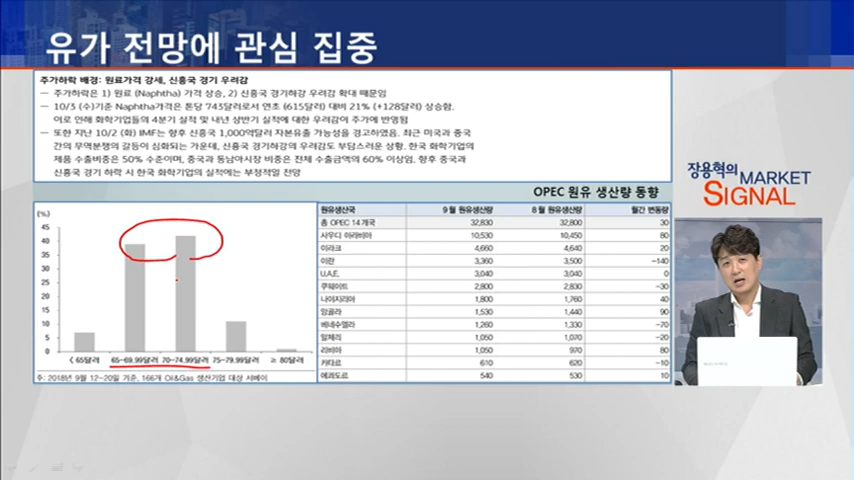 유가 전망에 관심 집중
주가하락 배경: 원료가격 강세, 신흥국 경기 우려감
— 주가하락은 1) 원료 (Naphtha) 가격 상승, 2) 신흥국 경기하강 우려감 확대 때문임
— 10/3 (수)기준 Naphtha가격은 톤당 743달러로서 연초 (615달러) 대비 21% (+128달러) 상승함.
이로 인해 화학기업들의 4분기 실적 및 내년 상반기 실적에 대한 우려감이 주가에 반영됨
— 또한 지난 10/2 (화) IMF는 향후 신흥국 1,000억달러 자본유출 가능성을 경고하였음. 최근 미국과 중국
간의 무역분쟁의 갈등이 심화되는 가운데, 신흥국 경기하강의 우려감도 부담스러운 상황. 한국 화학기업의
제품 수출비중은 50% 수준이며, 중국과 동남아시장 비중은 전체 수출금액의 60% 이상임. 향후 중국과
신흥국 경기 하락 시 한국 화학기업의 실적에는 부정적일 전망
장용혁의 MARKET
SIGNAL
OPEC 원유 생산량 동향
(%)
45
40
35
30
25
20
15
10
5
0
< 65달러 65~69.99달러 70~74.99달러 75~79.99달러 ≥ 80달러
주: 2018년 9월 12~20일 기준, 166개 Oil&Gas 생산기업 대상 서베이
원유생산국 9월 원유생산량 8월 원유생산량 월간 변동량
총 OPEC 14개국 32,830 32,800 30
사우디 아라비아 10,530 10,450 80
이라크 4,660 4,640 20
이란 3,360 3,500 -140
U.A.E. 3,040 3,040 0
쿠웨이트 2,800 2,830 -30
나이지리아 1,800 1,760 40
앙골라 1,530 1,440 90
베네수엘라 1,260 1,330 -70
알제리 1,050 1,070 -20
리비아 1,050 970 80
카타르 610 620 -10
에콰도르 540 530 10